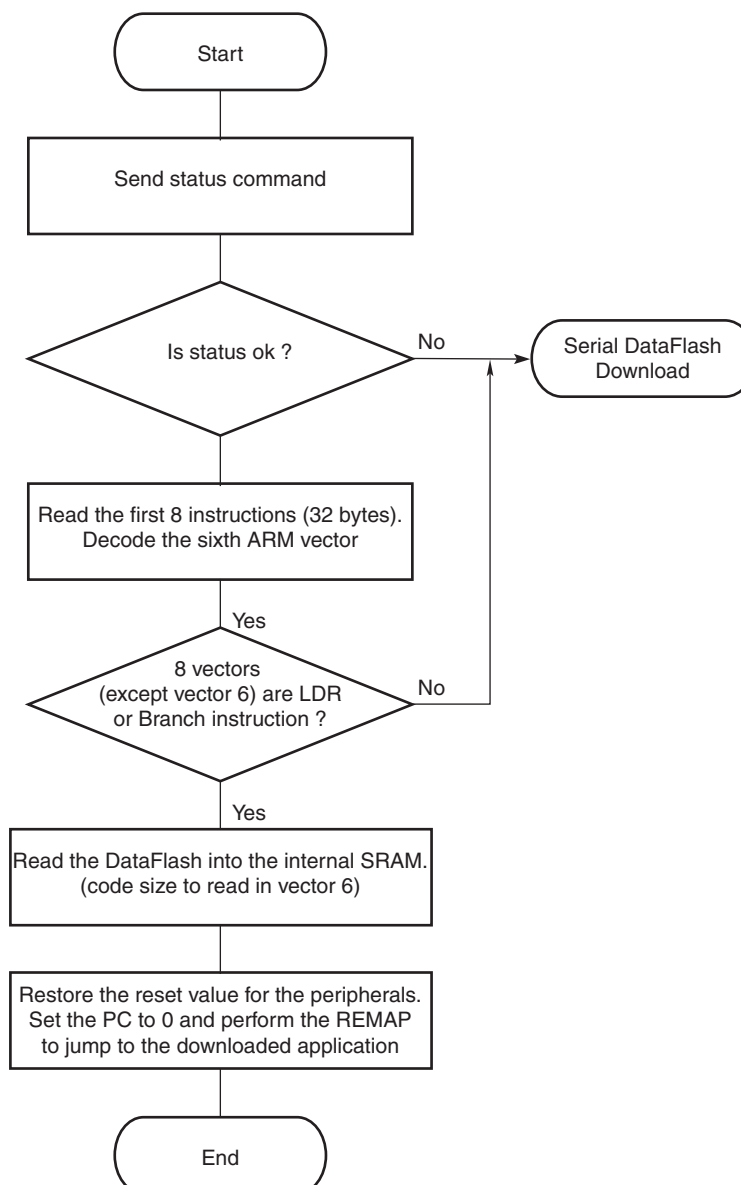 Start
Send status command
Is status ok ?
No
Serial DataFlash
Download
Read the first 8 instructions (32 bytes).
Decode the sixth ARM vector
Yes
8 vectors
(except vector 6) are LDR
or Branch instruction ?
No
Yes
Read the DataFlash into the internal SRAM.
(code size to read in vector 6)
Restore the reset value for the peripherals.
Set the PC to 0 and perform the REMAP
to jump to the downloaded application
End